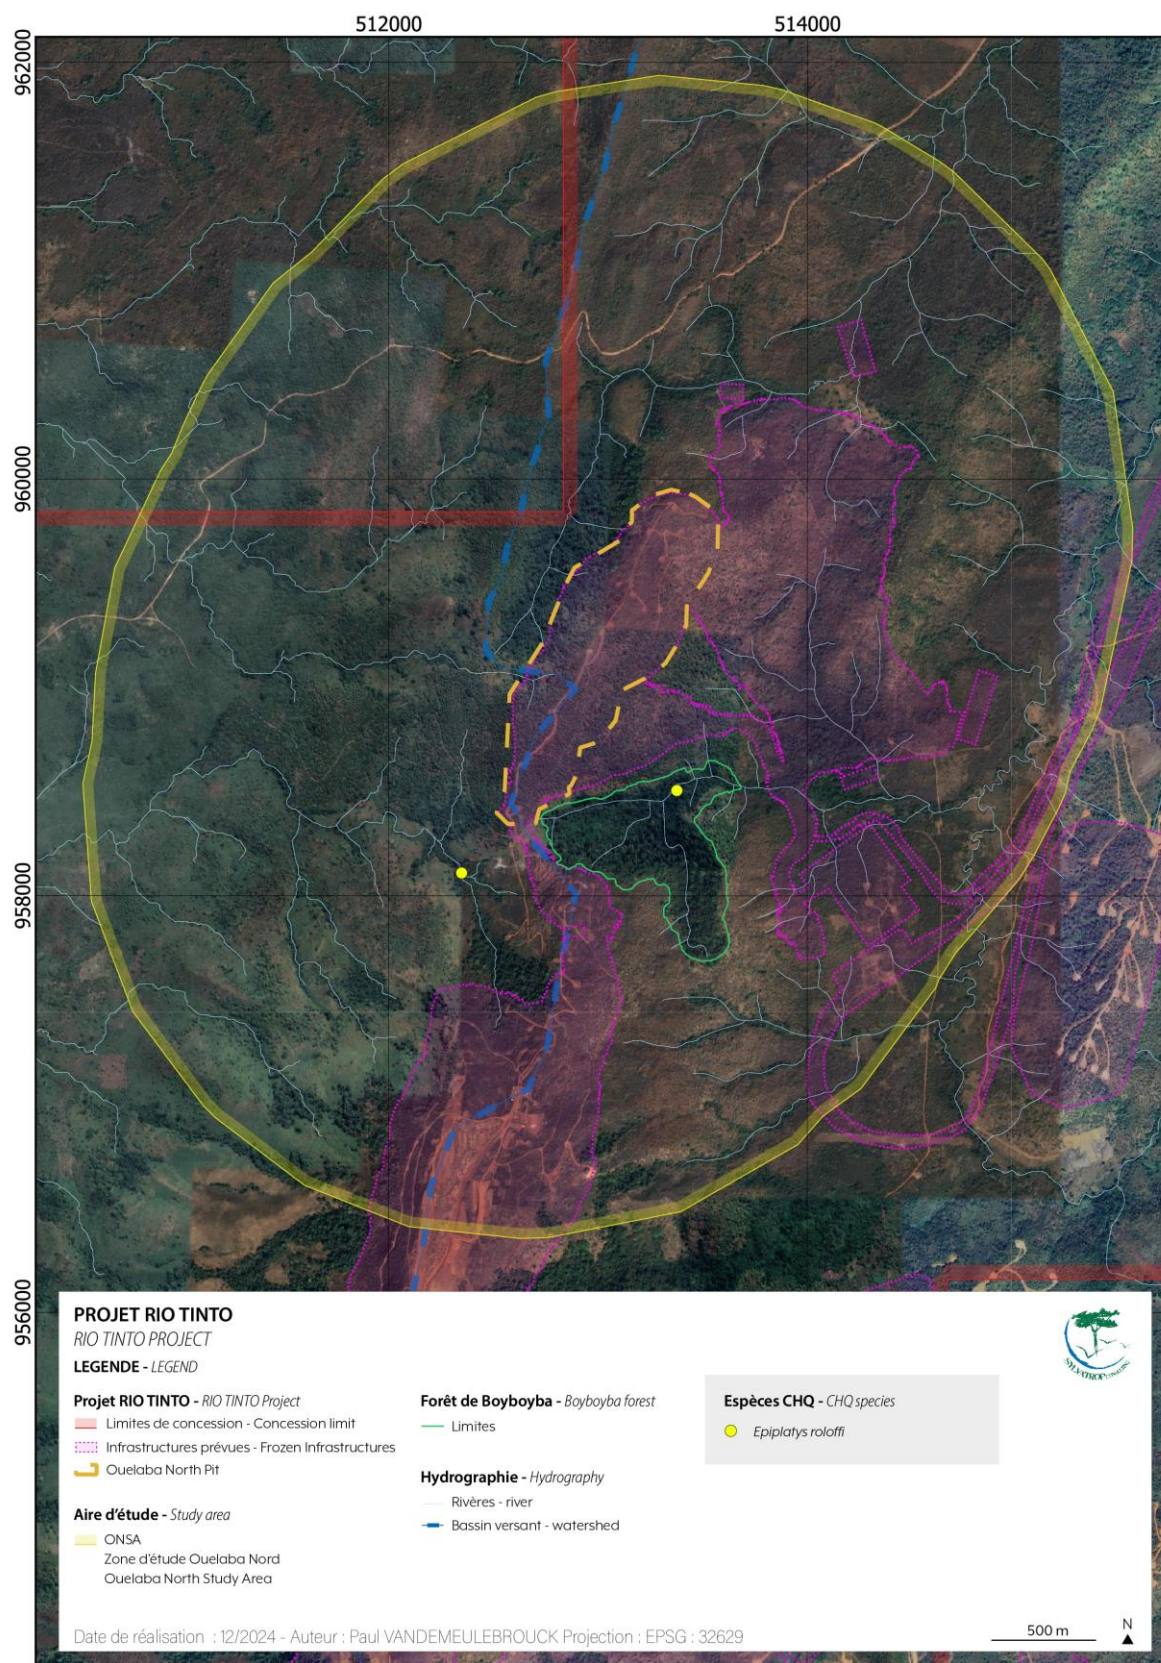 512000
514000
962000
960000
958000
956000
PROJET RIO TINTO
RIO TINTO PROJECT
LEGENDE - LEGEND
Projet RIO TINTO - RIO TINTO Project
Limites de concession - Concession limit
Infrastructures prévues - Frozen Infrastructures
Ouelaba North Pit
Aire d'étude - Study area
ONSA
Zone d'étude Ouelaba Nord
Ouelaba North Study Area
Forêt de Boyboyba - Boyboyba forest
Limites
Hydrographie - Hydrography
Rivères - river
Bassin versant - watershed
Espèces CHQ - CHQ species
Epiplatys roloffi
SYLVATROP CONSULTING
Date de réalisation : 12/2024 - Auteur : Paul VANDEMEULEBROUCK Projection : EPSG : 32629
500 m
N